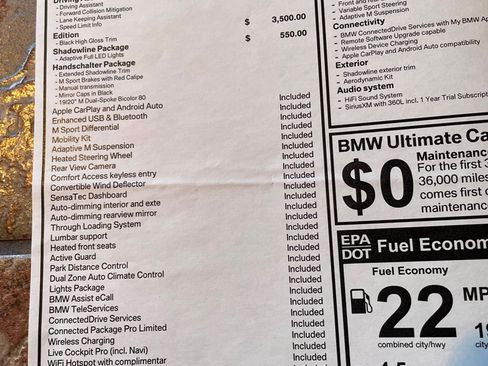 - Driving Assistant
- Forward Collision Mitigation
- Lane Keeping Assistant
- Speed Limit Info
$ 3,500.00
Edition
- Black High Gloss Trim
$ 550.00
Shadowline Package
- Adaptive Full LED Lights
Handschalter Package
- Extended Shadowline Trim
- M Sport Brakes with Red Calipe
- Manual transmission
- Mirror Caps in Black
- 19/20" M Dual-Spoke Bicolor 80
Apple CarPlay and Android Auto Included
Enhanced USB & Bluetooth Included
M Sport Differential Included
Mobility Kit Included
Adaptive M Suspension Included
Heated Steering Wheel Included
Rear View Camera Included
Comfort Access keyless entry Included
Convertible Wind Deflector Included
SensaTec Dashboard Included
Auto-dimming interior and exte Included
Auto-dimming rearview mirror Included
Through Loading System Included
Lumbar support Included
Heated front seats Included
Active Guard Included
Park Distance Control Included
Dual Zone Auto Climate Control Included
Lights Package Included
BMW Assist eCall Included
BMW TeleServices Included
ConnectedDrive Services Included
Connected Package Pro Limited Included
Wireless Charging Included
Live Cockpit Pro (incl. Navi) Included
WiFi Hotspot with complimentar Included
- Variable Sport Steering
- Adaptive M Suspension
Connectivity
- BMW ConnectedDrive Services with My BMW Ap
- Remote Software Upgrade capable
- Wireless Device Charging
- Apple CarPlay and Android Auto compatibility
Exterior
- Shadowline exterior trim
- Aerodynamic Kit
Audio system
- HiFi Sound System
- SiriusXM with 360L incl. 1 Year Trial Subscript
BMW Ultimate Ca
$0
Maintenanc
For the first 3
36,000 miles
comes first c
maintenance
EPA
DOT
Fuel Econom
Fuel Economy
22 MP
combined city/hwy
city